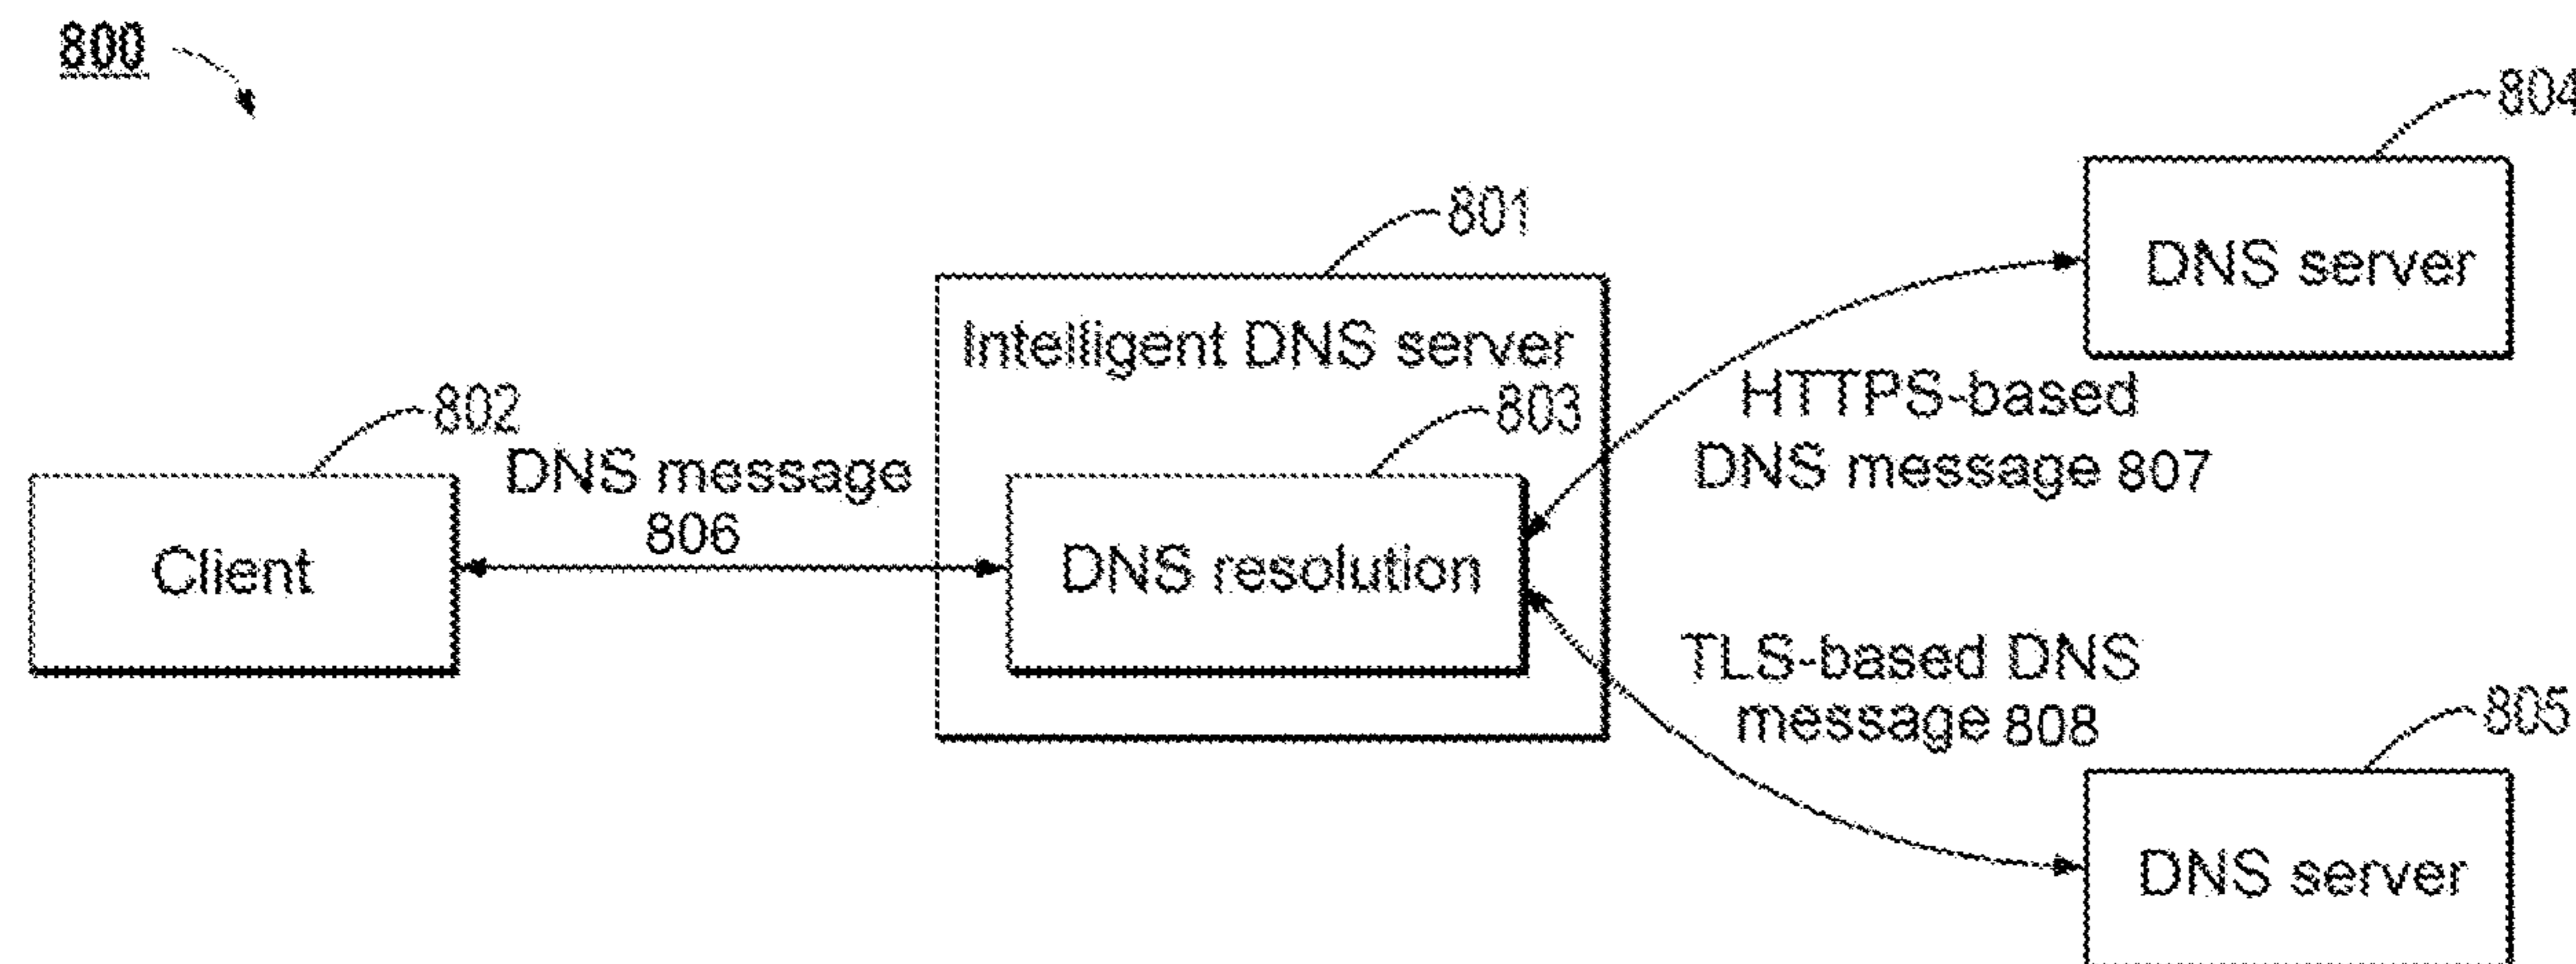 800
804
DNS server
801
Intelligent DNS server
HTTPS-based
DNS message 807
802
803
DNS message
806
Client
DNS resolution
TLS-based DNS
message 808
805
DNS server